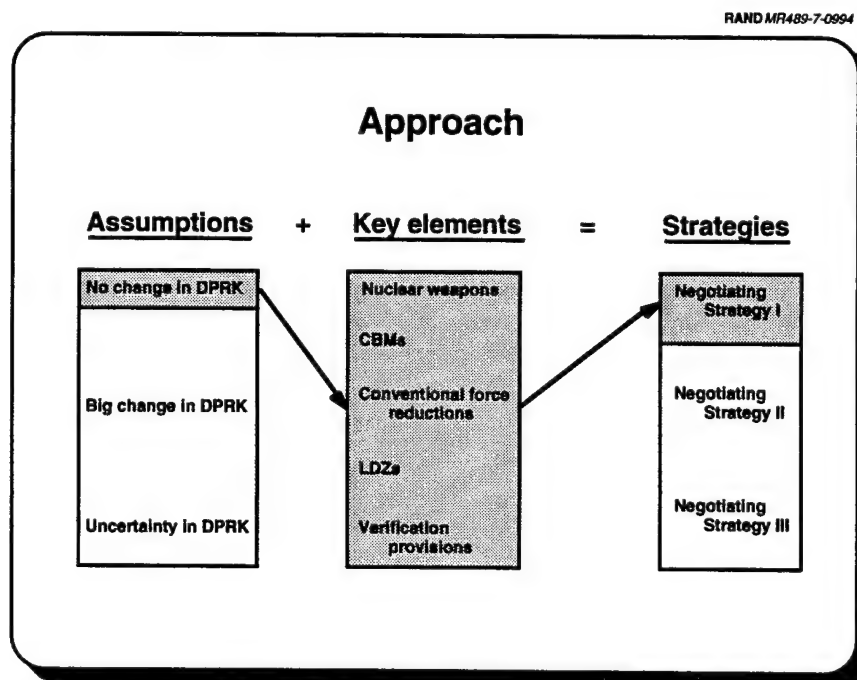 RAND MR489-7-0994
Approach
Assumptions + Key elements = Strategies
No change in DPRK
Big change in DPRK
Uncertainty in DPRK
Nuclear weapons
CBMs
Conventional force
reductions
LDZs
Verification
provisions
Negotiating
Strategy I
Negotiating
Strategy II
Negotiating
Strategy III